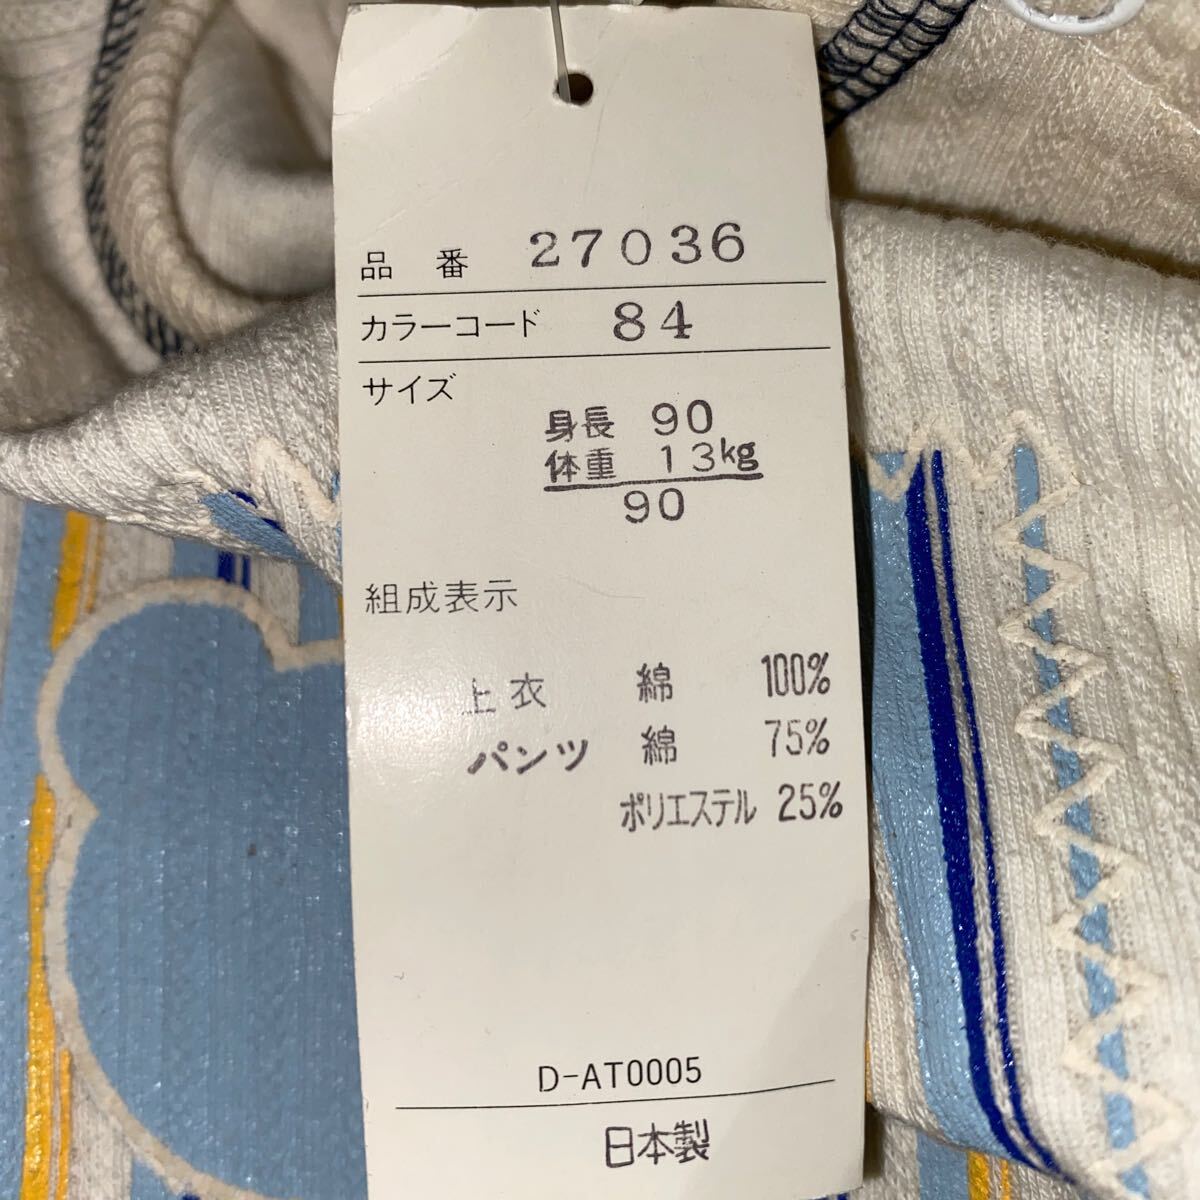 品番 27036
カラーコード 84
サイズ
身長 90
体重 13kg
90
組成表示
上衣 綿 100%
パンツ 綿 75%
ポリエステル 25%
D-AT0005
日本製